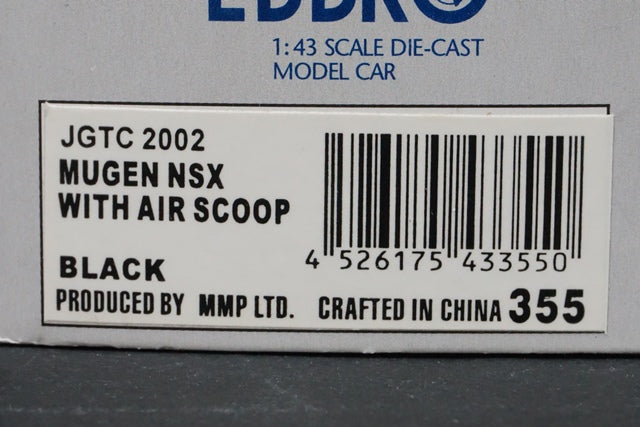 EBBRO
1:43 SCALE DIE-CAST
MODEL CAR
JGTC 2002
MUGEN NSX
WITH AIR SCOOP
4 526175 433550
BLACK
PRODUCED BY MMP LTD. CRAFTED IN CHINA 355